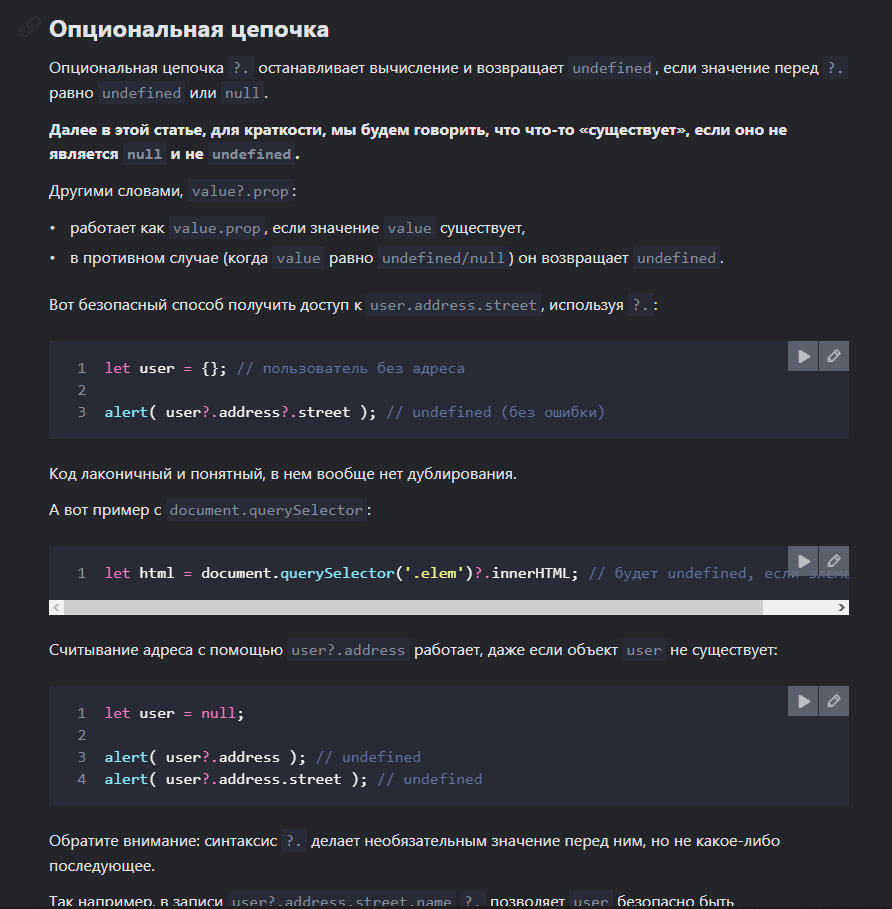 Опциональная цепочка
Опциональная цепочка ?. останавливает вычисление и возвращает undefined, если значение перед ?.
равно undefined или null.
Далее в этой статье, для краткости, мы будем говорить, что что-то «существует», если оно не
является null и не undefined.
Другими словами, value?.prop:
• работает как value.prop, если значение value существует,
• в противном случае (когда value равно undefined/null) он возвращает undefined.
Вот безопасный способ получить доступ к user.address.street, используя ?.:
1 let user = {}; // пользователь без адреса
2
3 alert( user?.address?.street ); // undefined (без ошибки)
Код лаконичный и понятный, в нем вообще нет дублирования.
А вот пример с document.querySelector:
1 let html = document.querySelector('.elem')?.innerHTML; // будет undefined, если элеме
Считывание адреса с помощью user?.address работает, даже если объект user не существует:
1 let user = null;
2
3 alert( user?.address ); // undefined
4 alert( user?.address.street ); // undefined
Обратите внимание: синтаксис ?. делает необязательным значение перед ним, но не какое-либо
последующее.
Так например, в записи user?.address.street.name ?. позволяет user безопасно быть